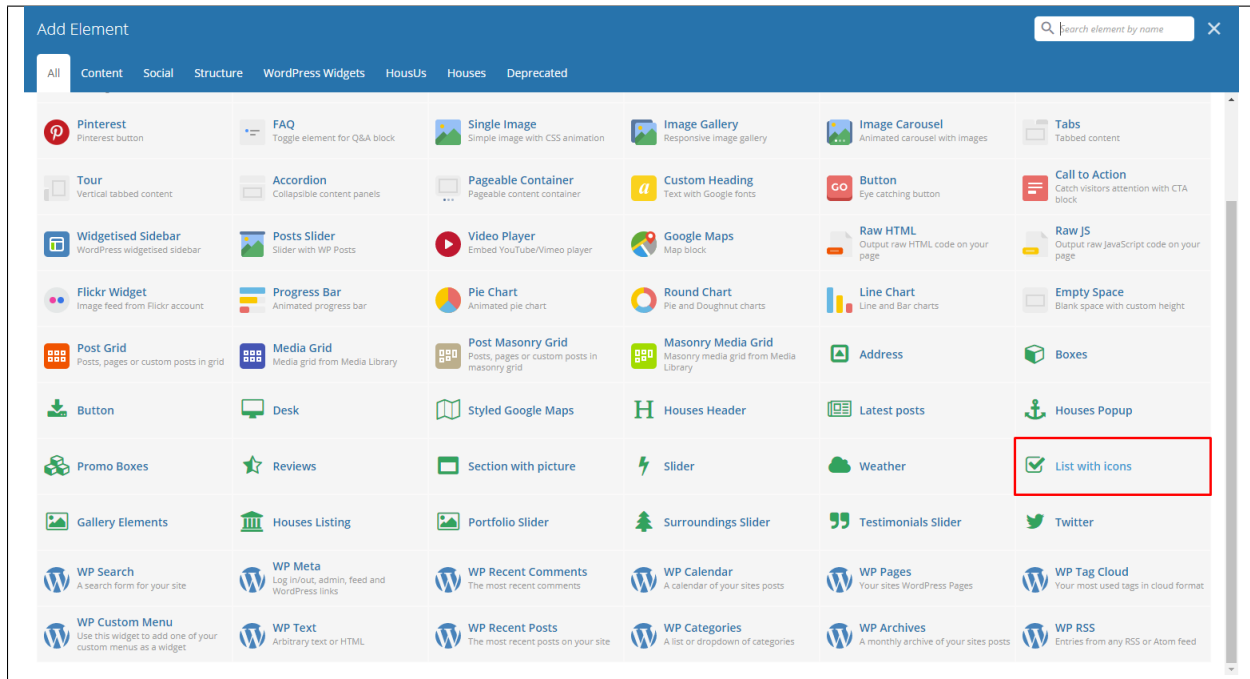 Add Element
Search element by name
All
Content
Social
Structure
WordPress Widgets
HousUs
Houses
Deprecated
Pinterest
Pinterest button
FAQ
Toggle element for Q&A block
Single Image
Simple image with CSS animation
Image Gallery
Responsive image gallery
Image Carousel
Animated carousel with images
Tabs
Tabbed content
Tour
Vertical tabbed content
Accordion
Collapsible content panels
Pageable Container
Pageable content container
a
Custom Heading
Text with Google fonts
GO
Button
Eye catching button
Call to Action
Catch visitors attention with CTA
block
Widgetised Sidebar
WordPress widgetised sidebar
Posts Slider
Slider with WP Posts
Video Player
Embed YouTube/Vimeo player
Google Maps
Map block
Raw HTML
Output raw HTML code on your
page
Raw JS
Output raw JavaScript code on your
page
Flickr Widget
Image feed from Flickr account
Progress Bar
Animated progress bar
Pie Chart
Animated pie chart
Round Chart
Pie and Doughnut charts
Line Chart
Line and Bar charts
Empty Space
Blank space with custom height
Post Grid
Posts, pages or custom posts in grid
Media Grid
Media grid from Media Library
Post Masonry Grid
Posts, pages or custom posts in
masonry grid
Masonry Media Grid
Masonry media grid from Media
Library
Address
Boxes
Button
Desk
Styled Google Maps
H
Houses Header
Latest posts
Houses Popup
Promo Boxes
Reviews
Section with picture
Slider
Weather
List with icons
Gallery Elements
Houses Listing
Portfolio Slider
Surroundings Slider
Testimonials Slider
Twitter
WP Search
A search form for your site
WP Meta
Log in/out, admin, feed and
WordPress links
WP Recent Comments
The most recent comments
WP Calendar
A calendar of your sites posts
WP Pages
Your sites WordPress Pages
WP Tag Cloud
Your most used tags in cloud format
WP Custom Menu
Use this widget to add one of your
custom menus as a widget
WP Text
Arbitrary text or HTML
WP Recent Posts
The most recent posts on your site
WP Categories
A list or dropdown of categories
WP Archives
A monthly archive of your sites posts
WP RSS
Entries from any RSS or Atom feed